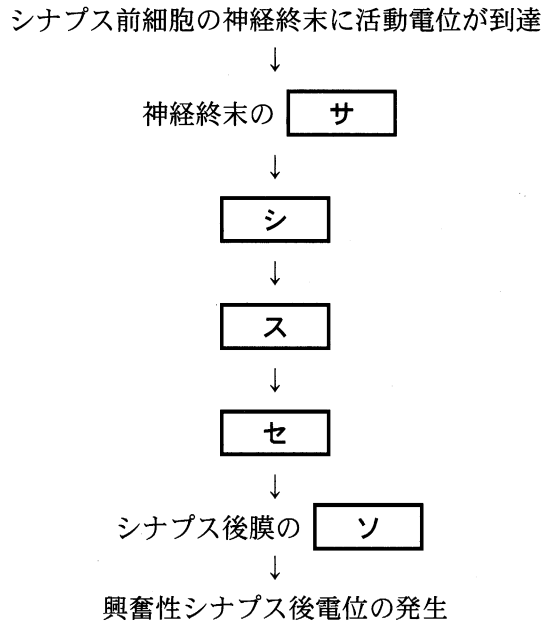 シナプス前細胞の神経終末に活動電位が到達
↓
神経終末の サ
↓
シ
↓
ス
↓
セ
↓
シナプス後膜の ソ
↓
興奮性シナプス後電位の発生